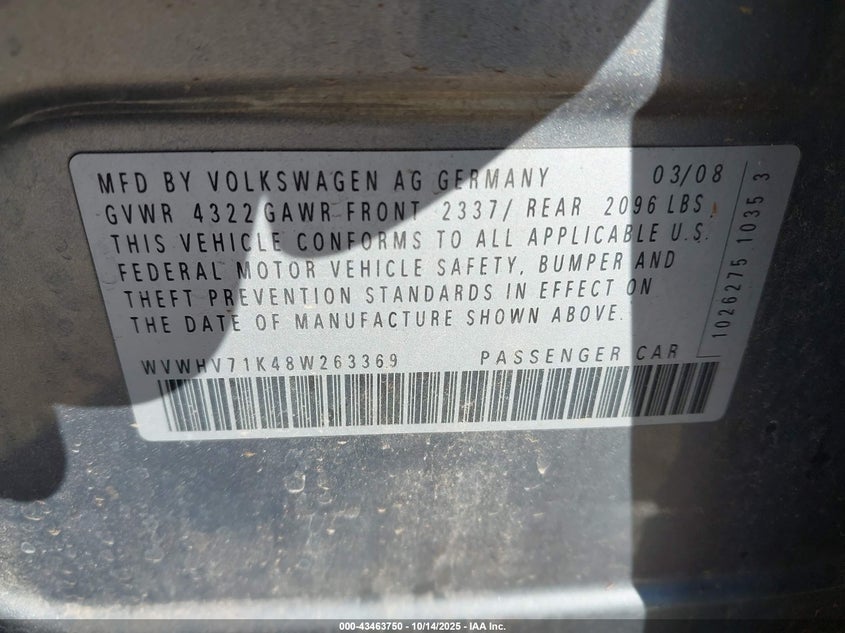 MFD BY VOLKSWAGEN AG GERMANY 03/08
GVWR 4322 GAWR FRONT 2337/ REAR 2096 LBS
THIS VEHICLE CONFORMS TO ALL APPLICABLE U.S.
FEDERAL MOTOR VEHICLE SAFETY, BUMPER AND
THEFT PREVENTION STANDARDS IN EFFECT ON
THE DATE OF MANUFACTURE SHOWN ABOVE.
WVWHV71K48W263369 PASSENGER CAR
1026275 1035 3
000-43463750 - 10/14/2025 - IAA Inc.